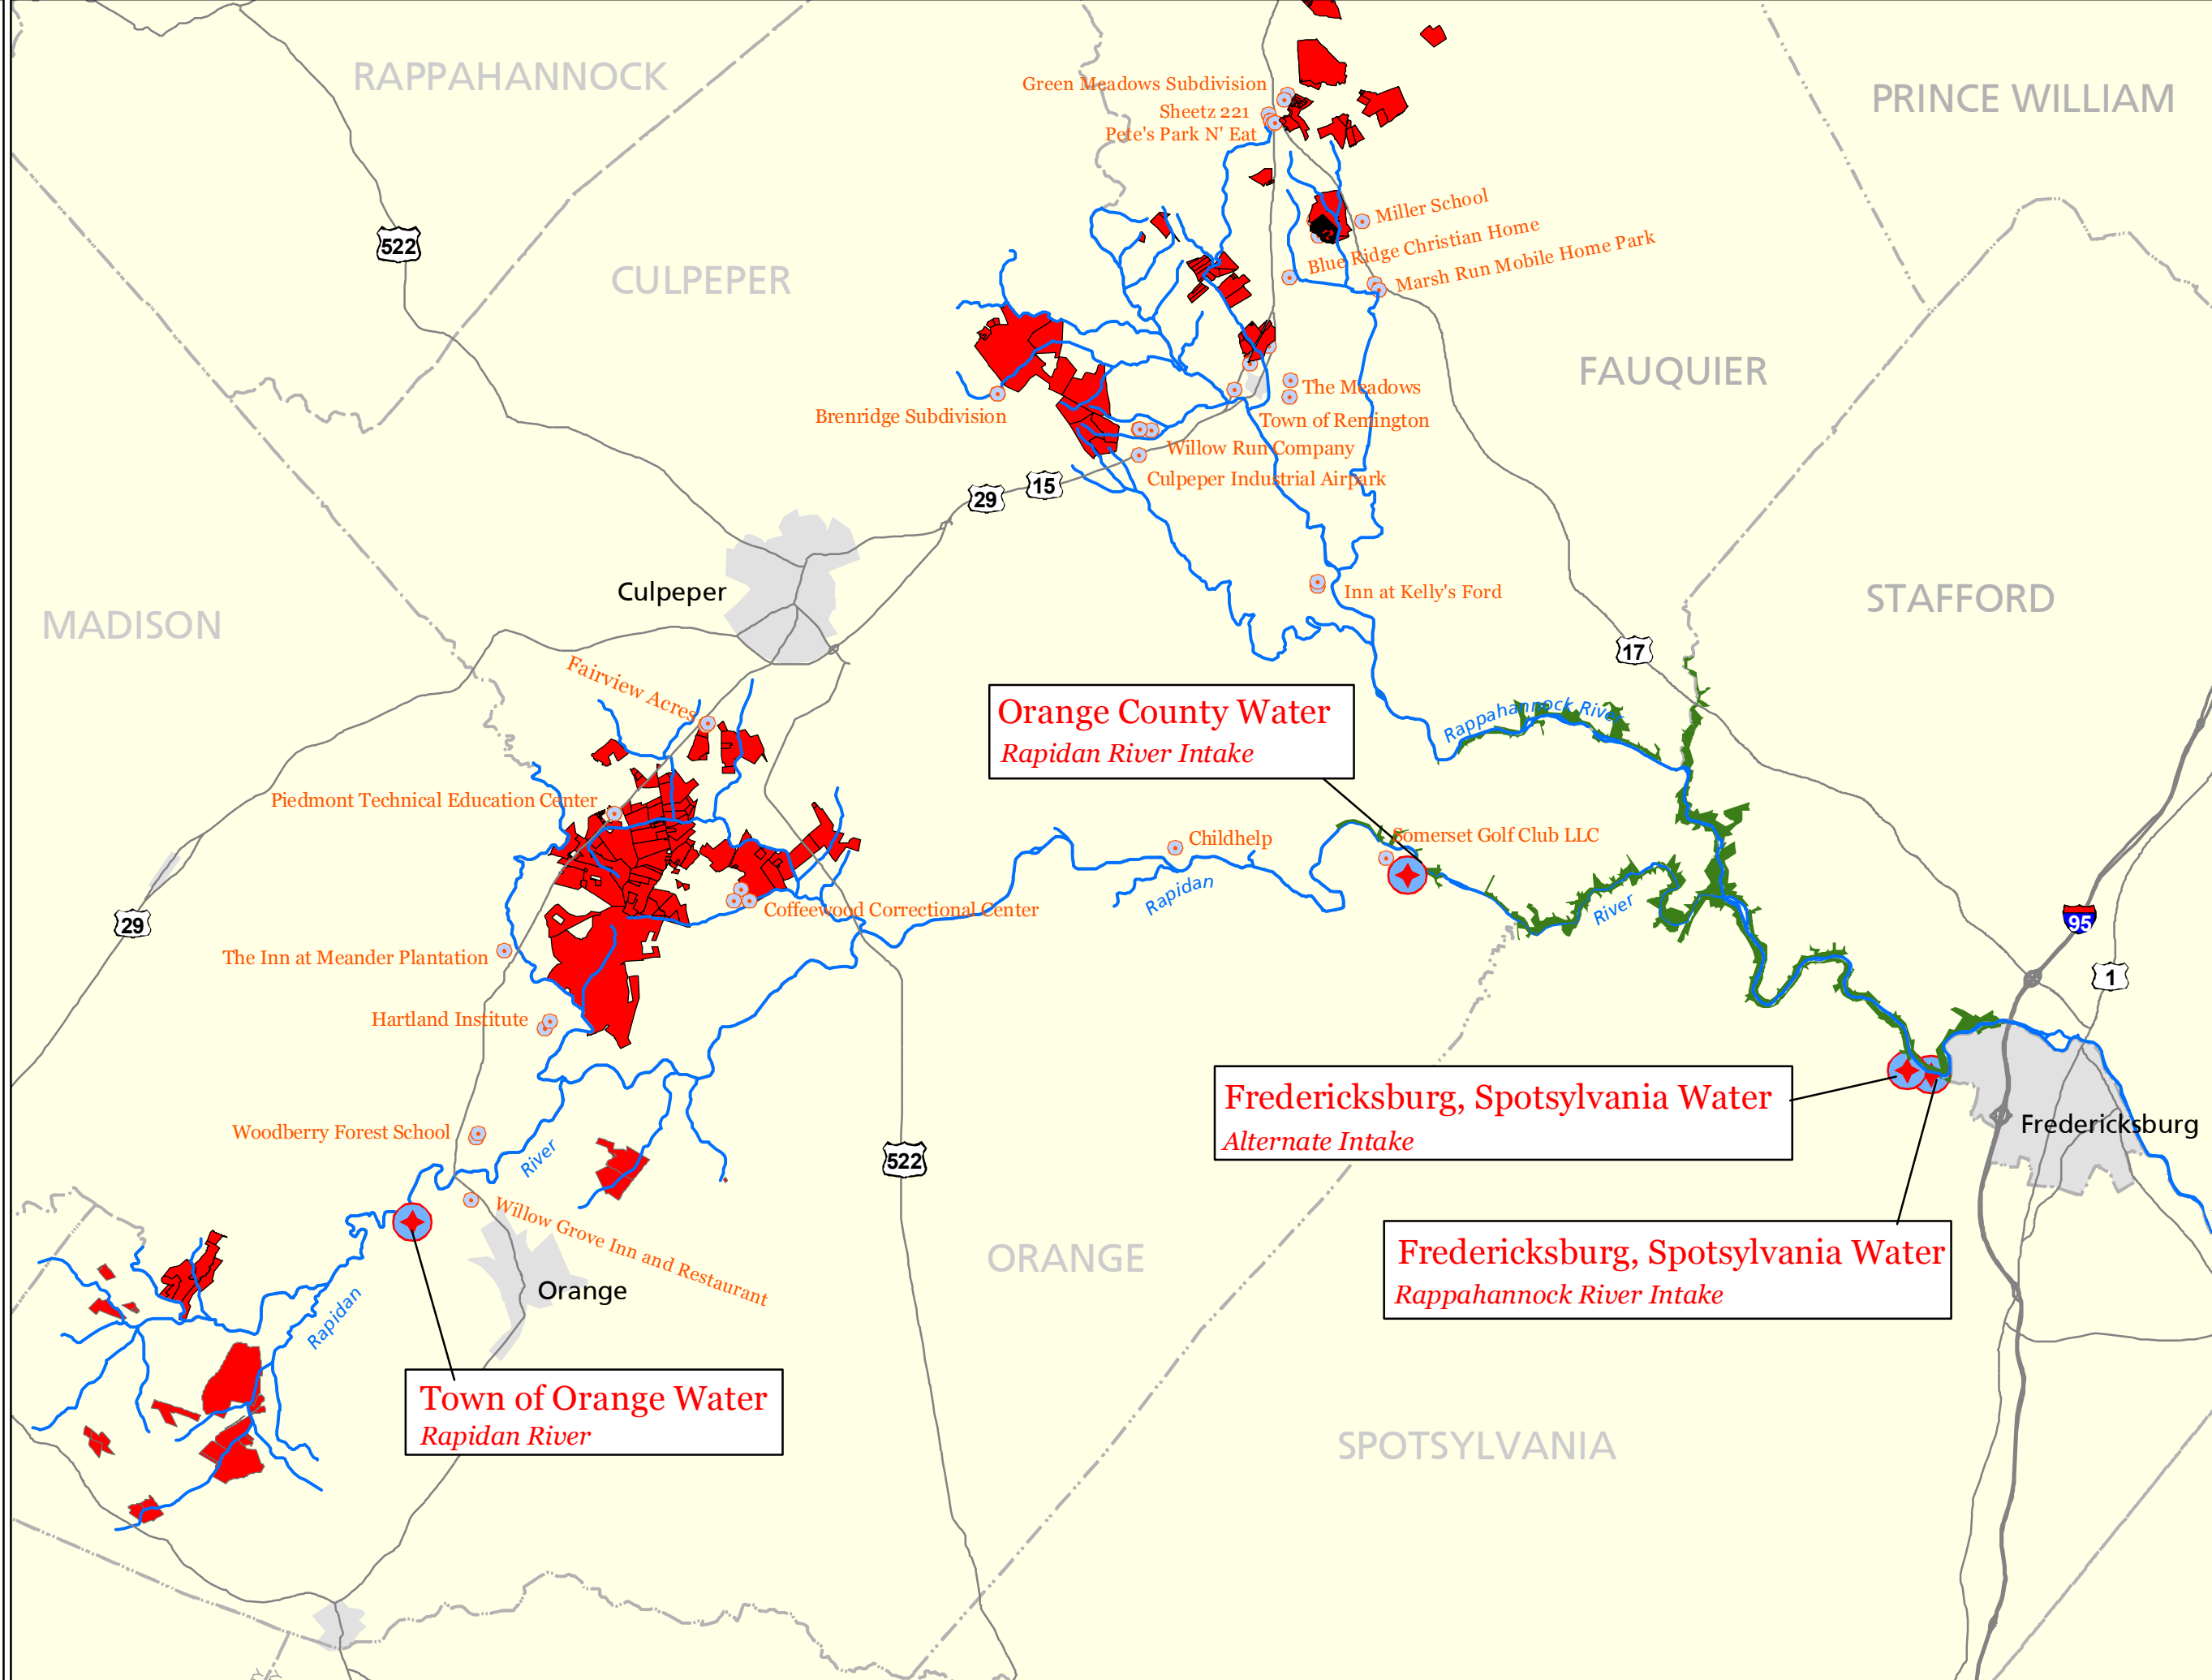 RAPPAHANNOCK
Green Meadows Subdivision
PRINCE WILLIAM
Sheetz 221
Pete's Park N' Eat
Miller School
522
Blue Ridge Christian Home
CULPEPER
Marsh Run Mobile Home Park
FAUQUIER
The Meadows
Brenridge Subdivision
Town of Remington
Willow Run Company
Culpeper Industrial Airpark
29
15
Culpeper
Inn at Kelly's Ford
STAFFORD
MADISON
17
Fairview Acres
Orange County Water
Rapidan River Intake
Rappahannock River
Piedmont Technical Education Center
Childhelp
Somerset Golf Club LLC
Rapidan
River
Coffeewood Correctional Center
29
95
The Inn at Meander Plantation
1
Hartland Institute
Fredericksburg, Spotsylvania Water
Alternate Intake
Fredericksburg
Woodberry Forest School
River
522
Willow Grove Inn and Restaurant
ORANGE
Fredericksburg, Spotsylvania Water
Rappahannock River Intake
Orange
Rapidan
Town of Orange Water
Rapidan River
SPOTSYLVANIA